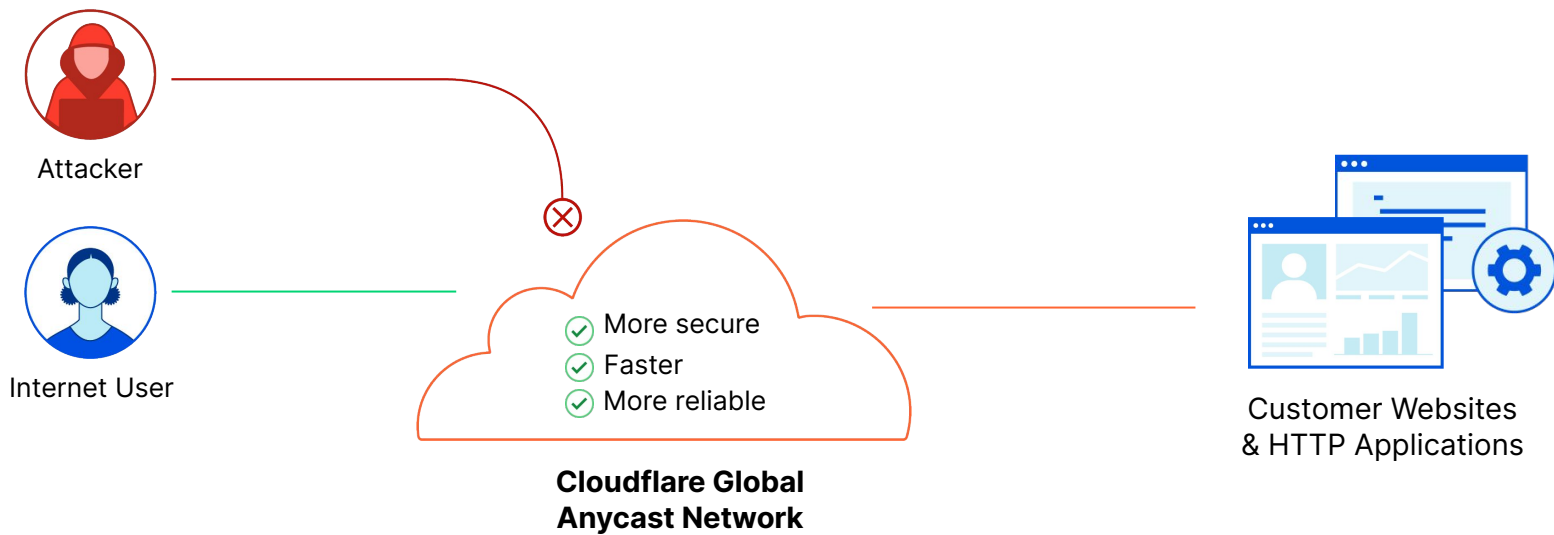 Attacker
Internet User
More secure
Faster
More reliable
Cloudflare Global
Anycast Network
Customer Websites
& HTTP Applications